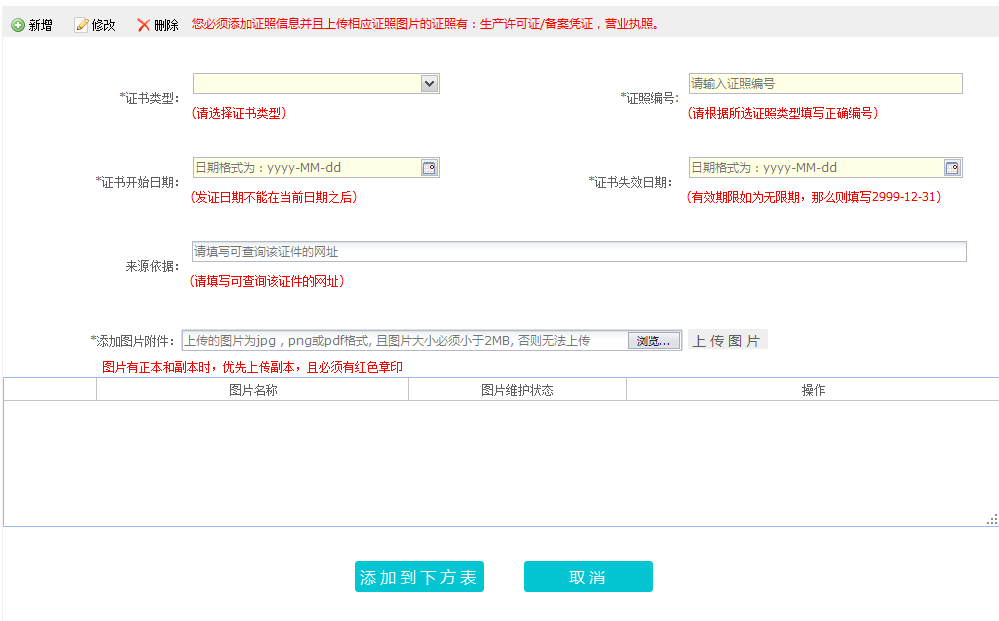 新增 修改 删除 您必须添加证照信息并且上传相应证照图片的证照有：生产许可证/备案凭证，营业执照。
*证书类型： *证照编号: 请输入证照编号
(请选择证书类型) (请根据所选证照类型填写正确编号)
*证书开始日期： 日期格式为：yyyy-MM-dd *证书失效日期： 日期格式为：yyyy-MM-dd
(发证日期不能在当前日期之后) (有效期限如为无限期，那么则填写2999-12-31)
来源依据： 请填写可查询该证件的网址
(请填写可查询该证件的网址)
*添加图片附件： 上传的图片为jpg , png或pdf格式, 且图片大小必须小于2MB, 否则无法上传 浏览... 上传图片
图片有正本和副本时，优先上传副本，且必须有红色章印
图片名称 图片维护状态 操作
添加到下方表 取消